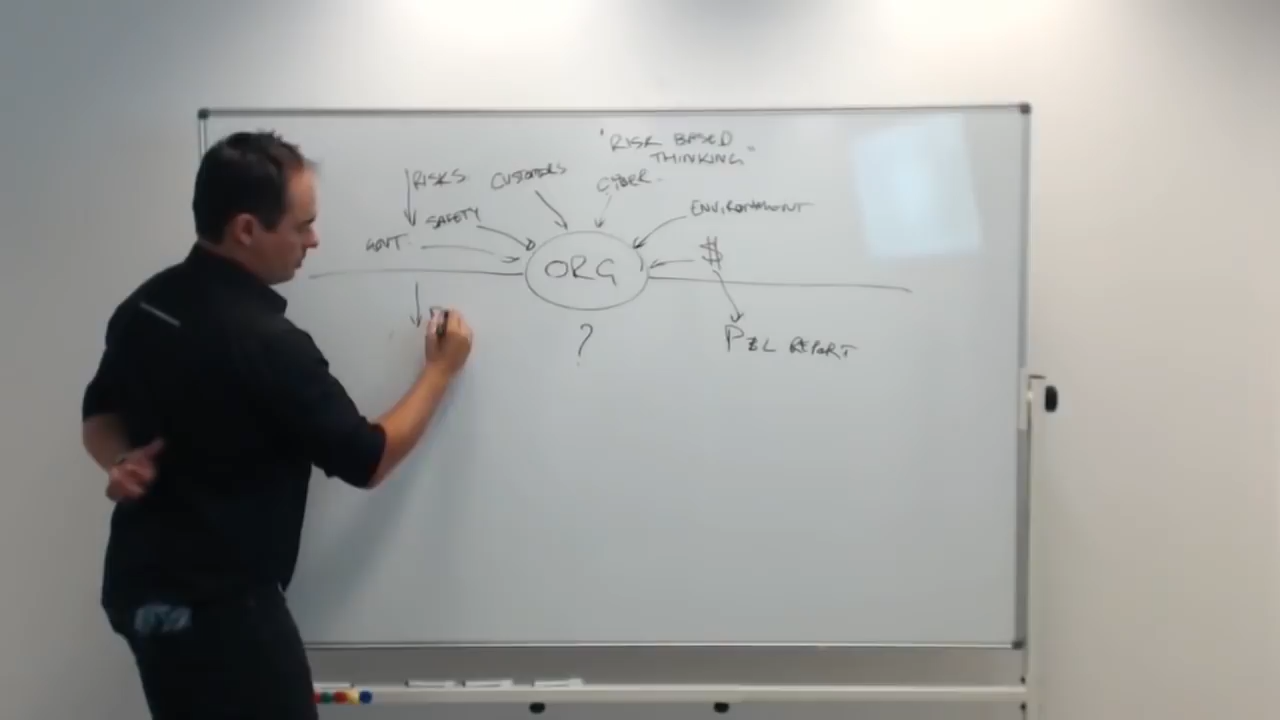 'RISK BASED
THINKING"
RISKS
CUSTOMERS
CYBER
SAFETY
ENVIRONMENT
GOVT.
$
ORG
?
P&L REPORT